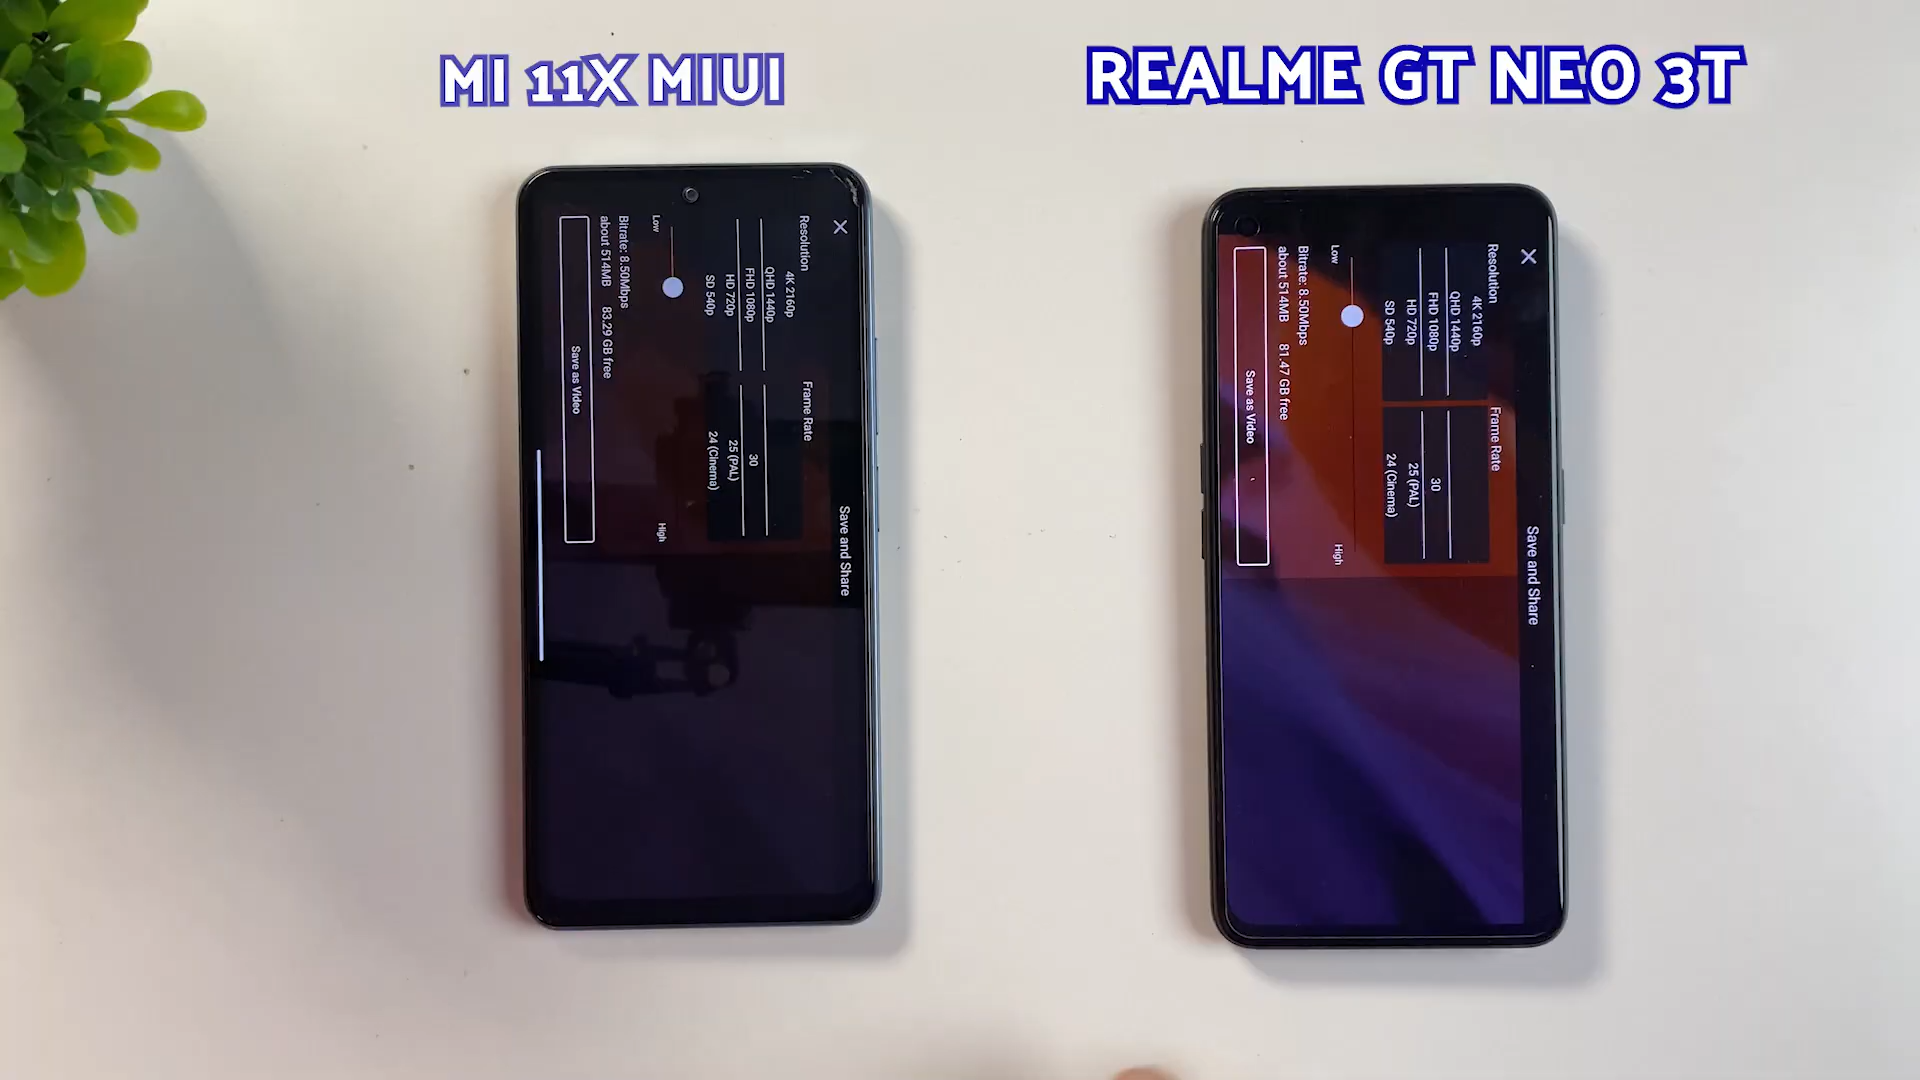 MI 11X MIUI
REALME GT NEO 3T
Save and Share
Resolution
Frame Rate
4K 2160p
QHD 1440p
FHD 1080p
HD 720p
SD 540p
30
25 (PAL)
24 (Cinema)
Low
High
Bitrate: 8.50Mbps
about 514MB
83.29 GB free
Save as Video
Save and Share
Resolution
Frame Rate
4K 2160p
QHD 1440p
FHD 1080p
HD 720p
SD 540p
30
25 (PAL)
24 (Cinema)
Low
High
Bitrate: 8.50Mbps
about 514MB
81.47 GB free
Save as Video